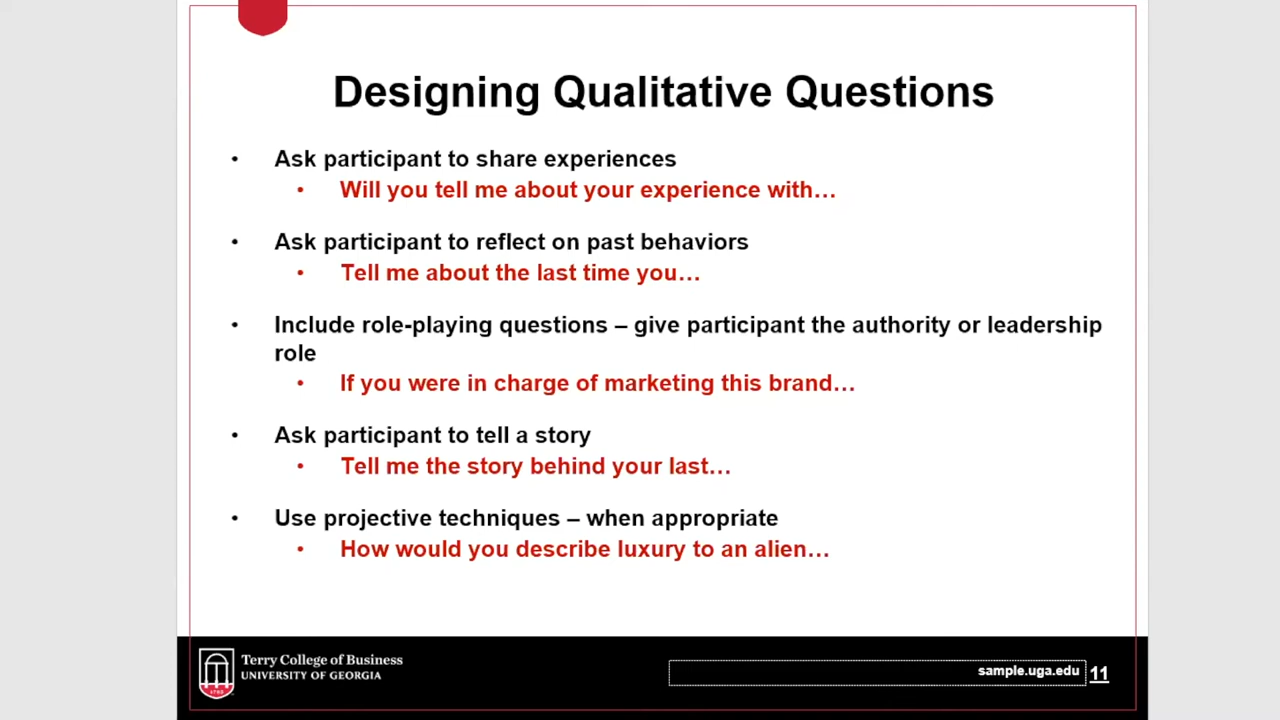 Designing Qualitative Questions
• Ask participant to share experiences
• Will you tell me about your experience with…
• Ask participant to reflect on past behaviors
• Tell me about the last time you…
• Include role-playing questions – give participant the authority or leadership
role
• If you were in charge of marketing this brand…
• Ask participant to tell a story
• Tell me the story behind your last…
• Use projective techniques – when appropriate
• How would you describe luxury to an alien…
Terry College of Business
UNIVERSITY OF GEORGIA
1785
sample.uga.edu 11